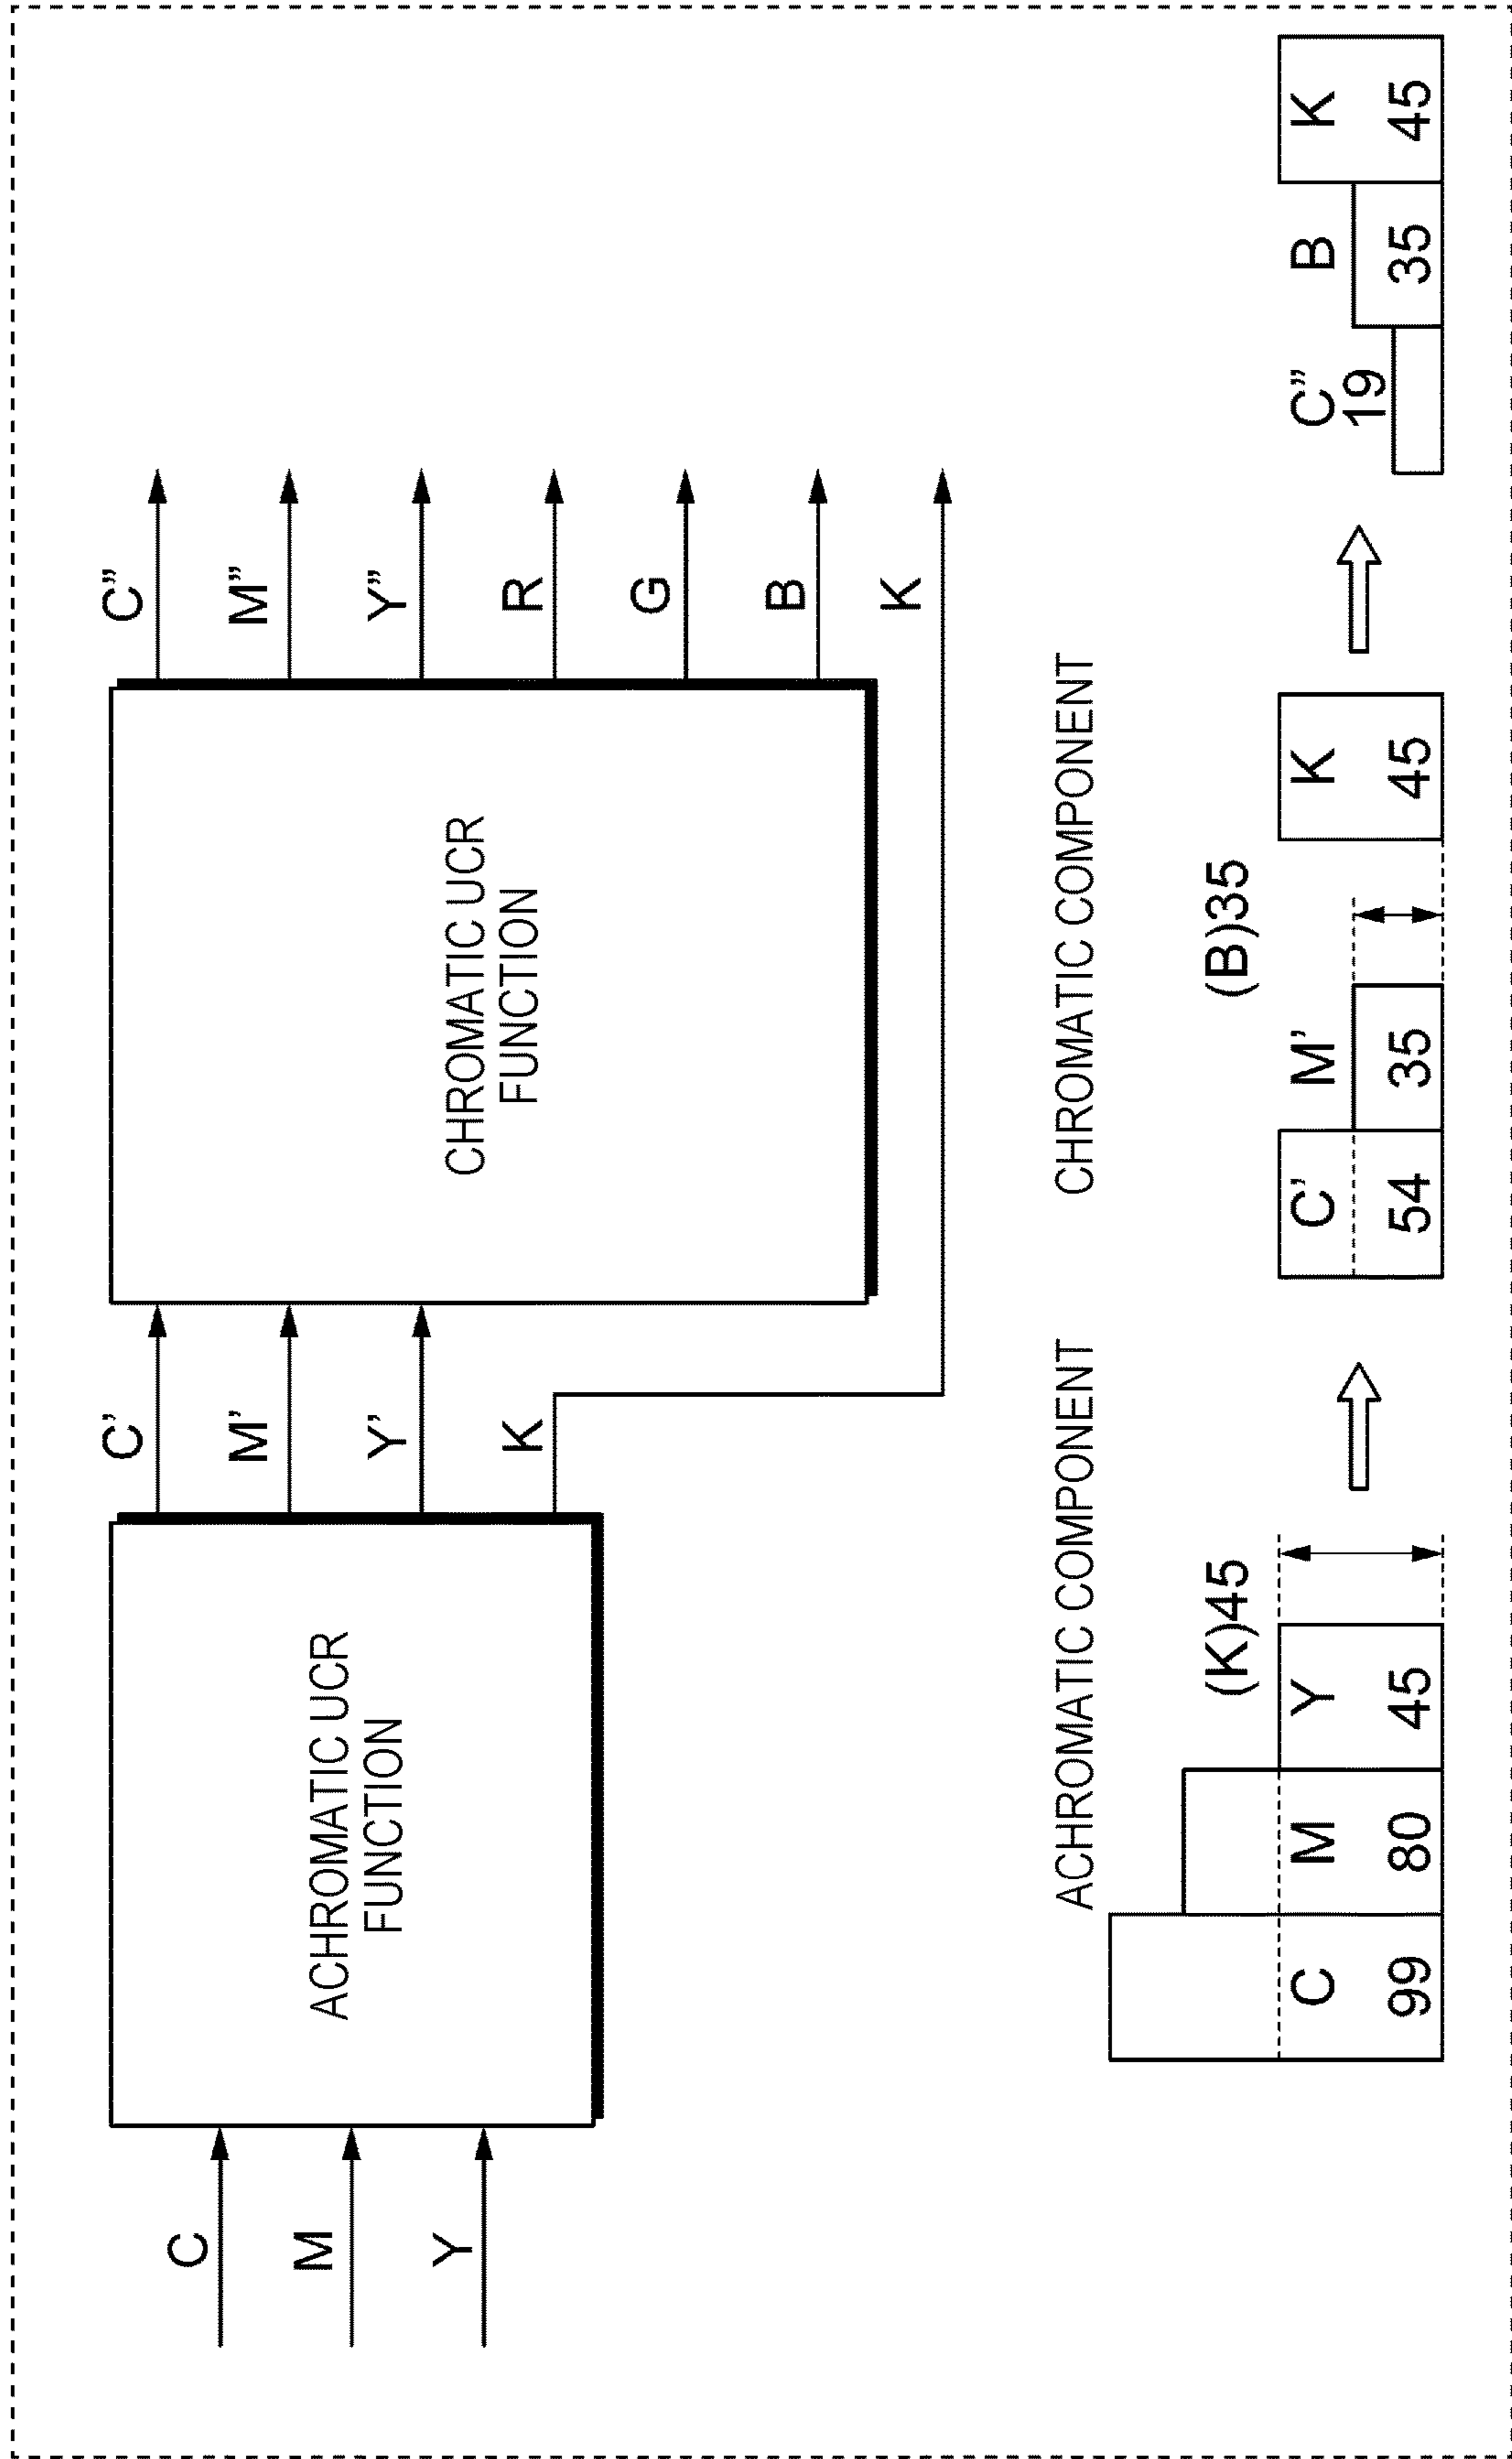 C
M
Y
ACHROMATIC UCR
FUNCTION
C’
M’
Y’
K
CHROMATIC UCR
FUNCTION
C”
M”
Y”
R
G
B
K
ACHROMATIC COMPONENT
CHROMATIC COMPONENT
(K)45
C M Y
99 80 45
(B)35
C’ M’ K
54 35 45
C” B K
19 35 45